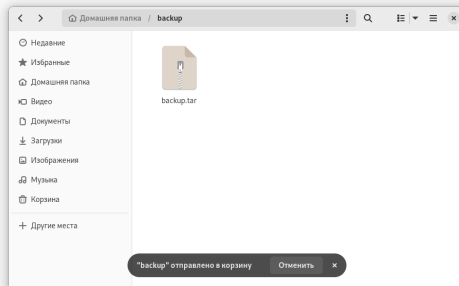 Домашняя папка / backup
Недавние
Избранные
Домашняя папка
Видео
Документы
Загрузки
Изображения
Музыка
Корзина
Другие места
backup.tar
"backup" отправлено в корзину Отменить